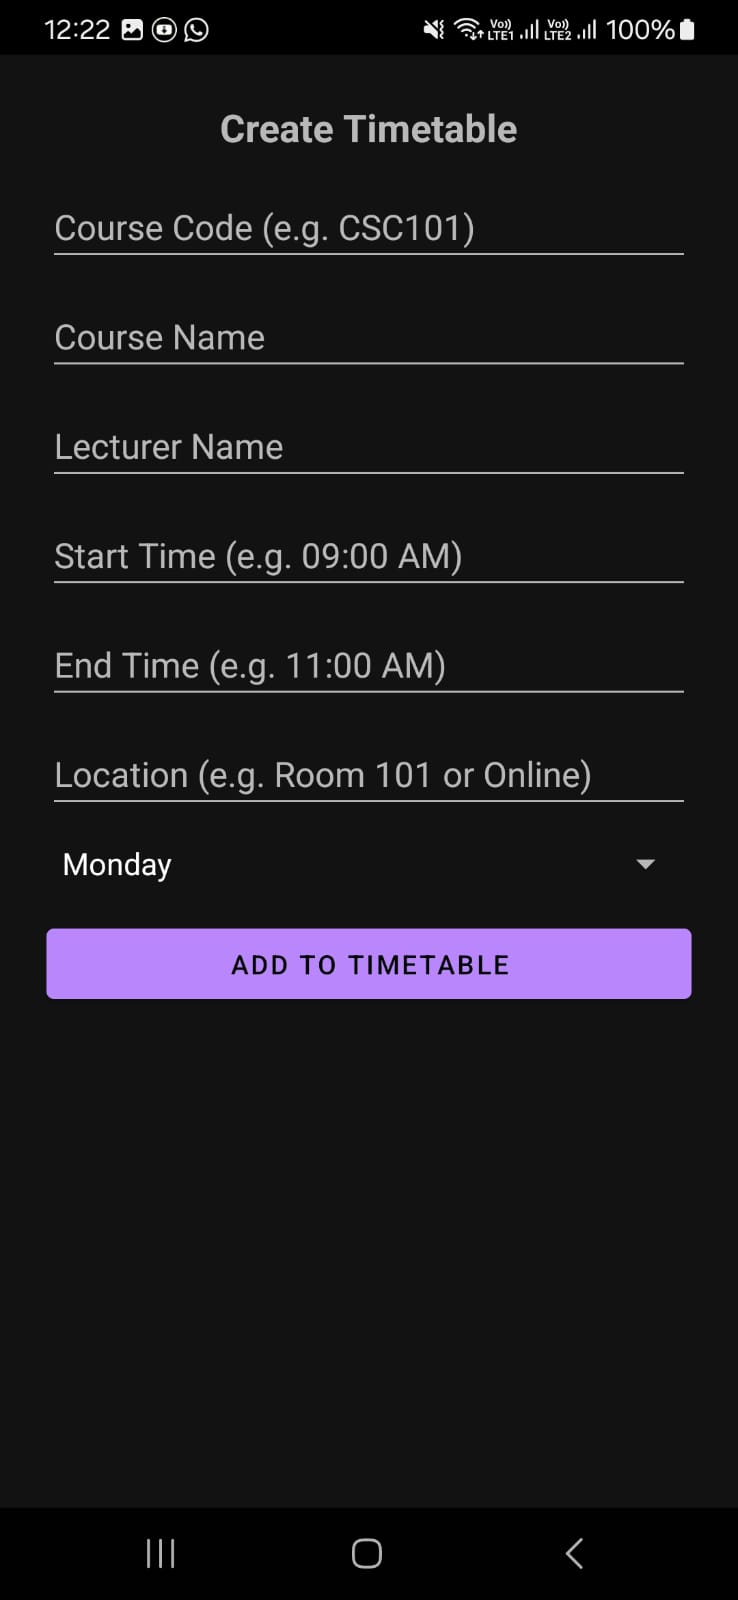 12:22 Vo)) LTE1 Vo)) LTE2 100%
Create Timetable
Course Code (e.g. CSC101)
Course Name
Lecturer Name
Start Time (e.g. 09:00 AM)
End Time (e.g. 11:00 AM)
Location (e.g. Room 101 or Online)
Monday
ADD TO TIMETABLE